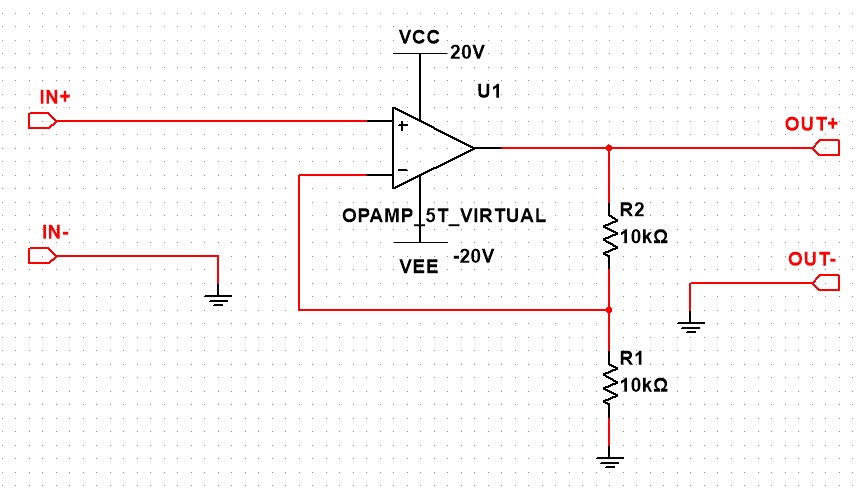 VCC
20V
U1
IN+
OUT+
+
−
OPAMP_5T_VIRTUAL
R2
10kΩ
IN-
OUT-
-20V
VEE
R1
10kΩ